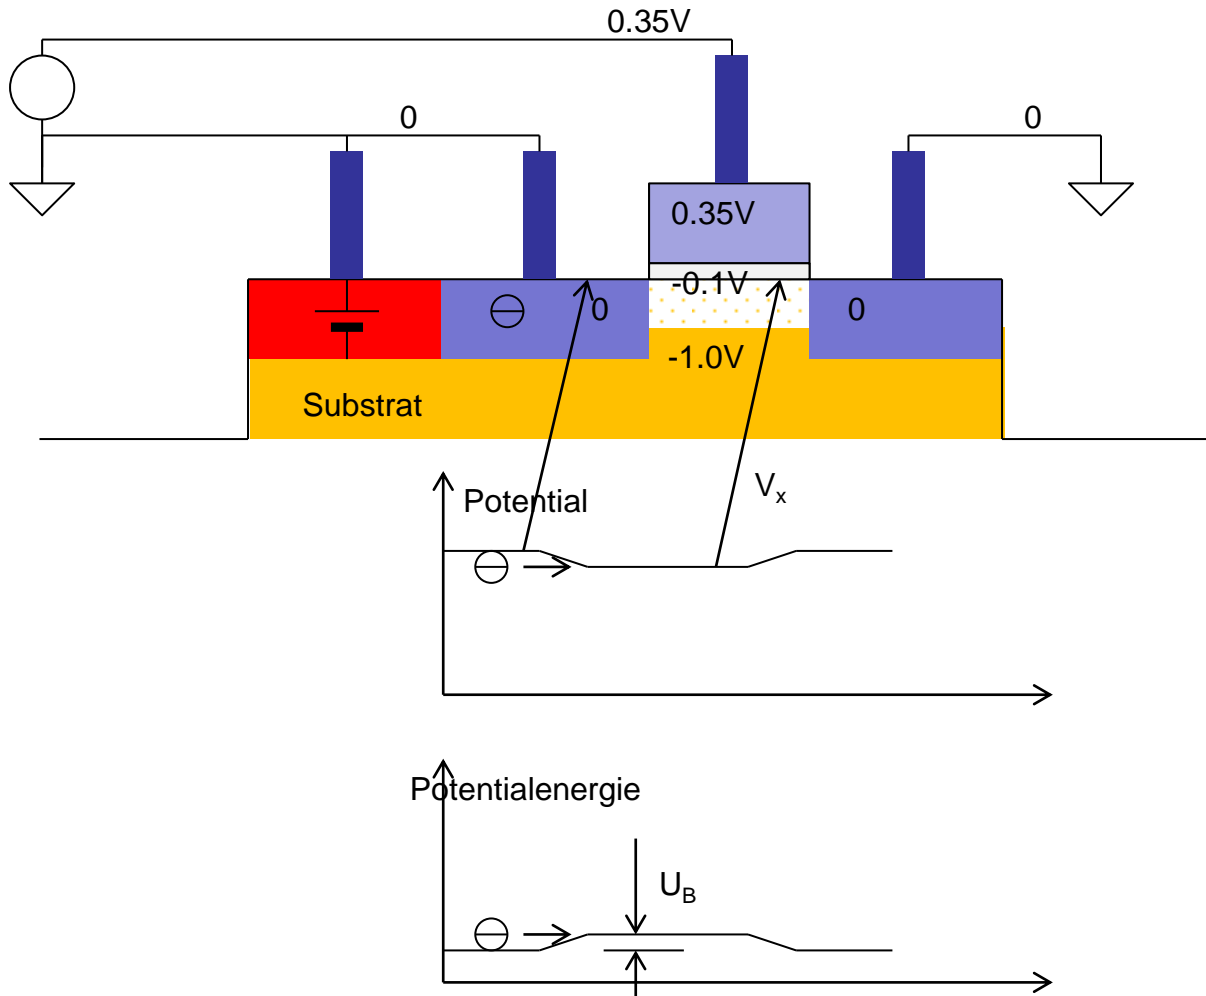 0.35V
0
0
0.35V
-0.1V
0
0
-1.0V
Substrat
Potential
Vx
Potentialenergie
UB